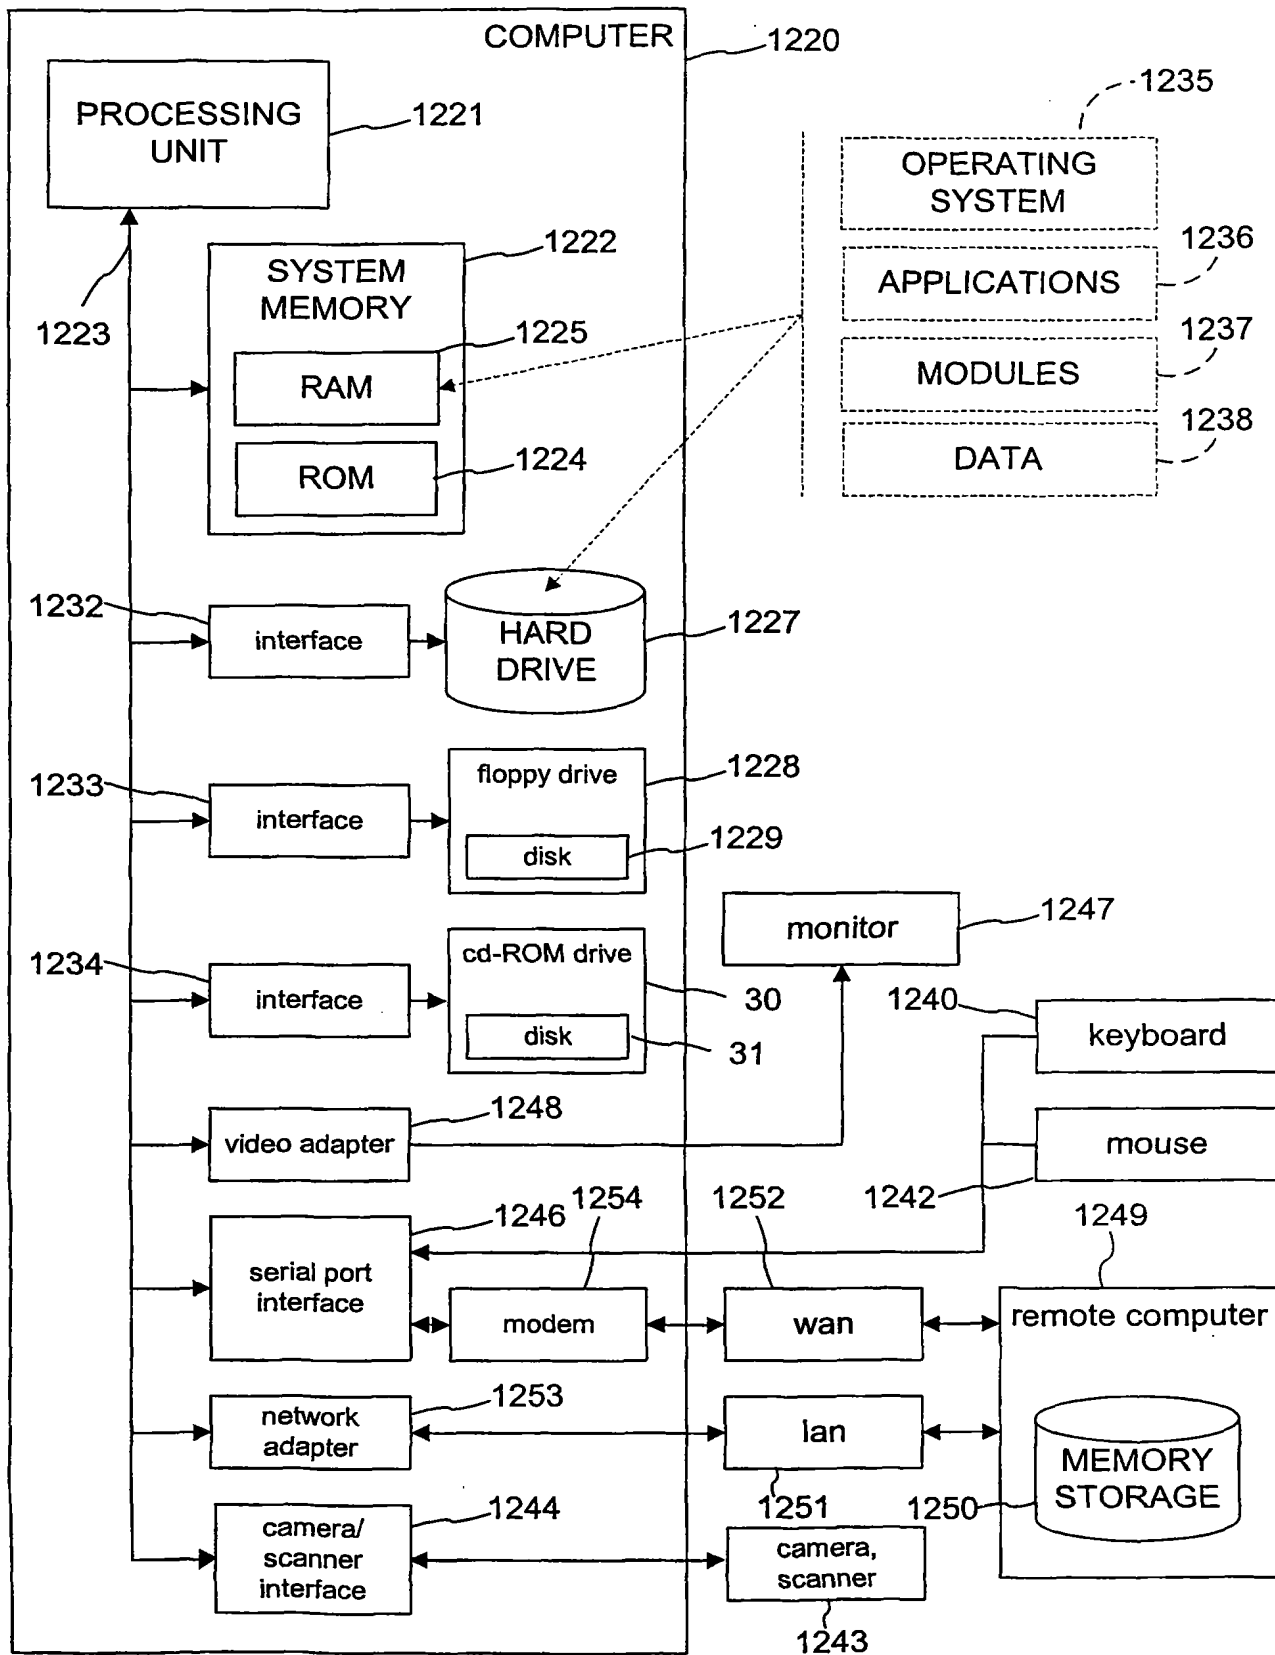 COMPUTER
1220
PROCESSING
UNIT
1221
1235
OPERATING
SYSTEM
1222
SYSTEM
MEMORY
1236
APPLICATIONS
1223
1225
RAM
1237
MODULES
1224
ROM
1238
DATA
1232
interface
HARD
DRIVE
1227
1233
interface
floppy drive
1228
disk
1229
monitor
1247
1234
interface
cd-ROM drive
30
disk
31
1240
keyboard
1248
video adapter
mouse
1242
1246
serial port
interface
1254
modem
1252
wan
1249
remote computer
1253
network
adapter
lan
1251
MEMORY
STORAGE
1250
1244
camera/
scanner
interface
camera,
scanner
1243